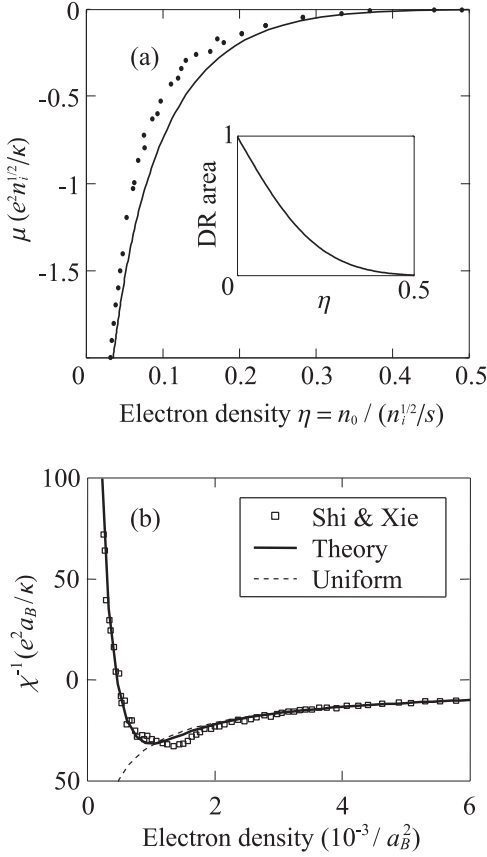 0
(a)
-0.5
-1
-1.5
μ (e²nᵢ^1/2/κ)
1
DR area
0
η
0.5
0 0.1 0.2 0.3 0.4 0.5
Electron density η = n₀ / (nᵢ^1/2/s)
100
(b)
Shi & Xie
Theory
Uniform
50
0
50
χ⁻¹(e²a_B/κ)
0 2 4 6
Electron density (10⁻³/ a_B²)